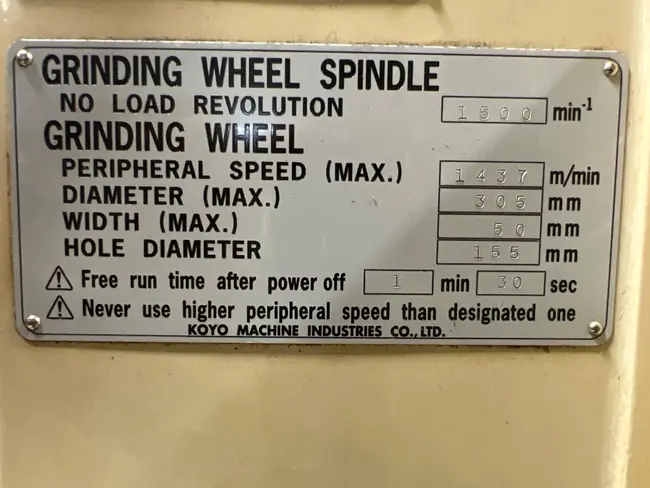 GRINDING WHEEL SPINDLE
NO LOAD REVOLUTION 1500 min-1
GRINDING WHEEL
PERIPHERAL SPEED (MAX.) 1437 m/min
DIAMETER (MAX.) 305 mm
WIDTH (MAX.) 50 mm
HOLE DIAMETER 155 mm
⚠ Free run time after power off 1 min 30 sec
⚠ Never use higher peripheral speed than designated one
KOYO MACHINE INDUSTRIES CO.,LTD.